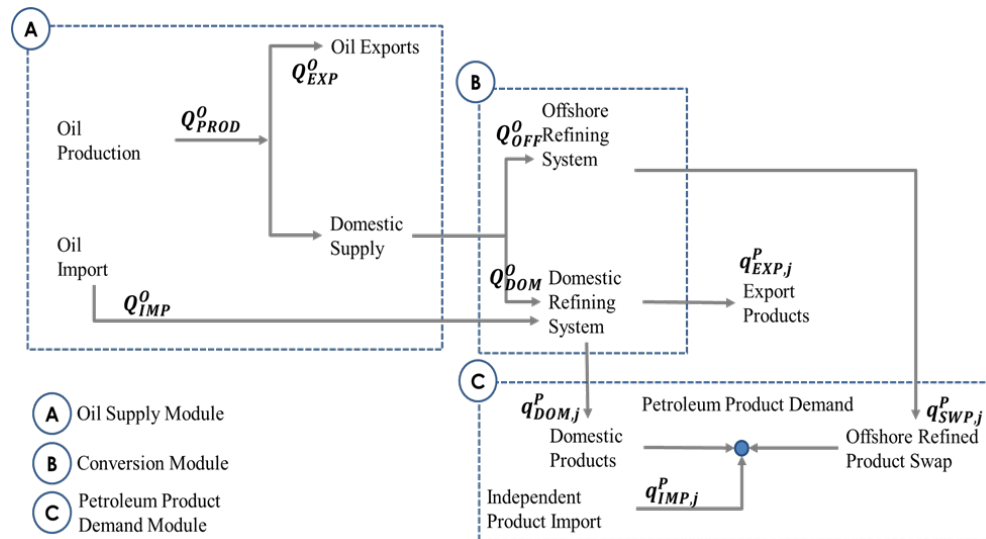 A
Oil Exports
Q^O_EXP
B
Offshore
Refining
System
Q^O_OFF
Q^O_PROD
Oil
Production
Domestic
Supply
Oil
Import
Q^O_IMP
Q^O_DOM
Domestic
Refining
System
q^P_EXP,j
Export
Products
C
q^P_DOM,j
Petroleum Product Demand
q^P_SWP,j
Domestic
Products
Offshore Refined
Product Swap
Independent
Product Import
q^P_IMP,j
A Oil Supply Module
B Conversion Module
C Petroleum Product
Demand Module